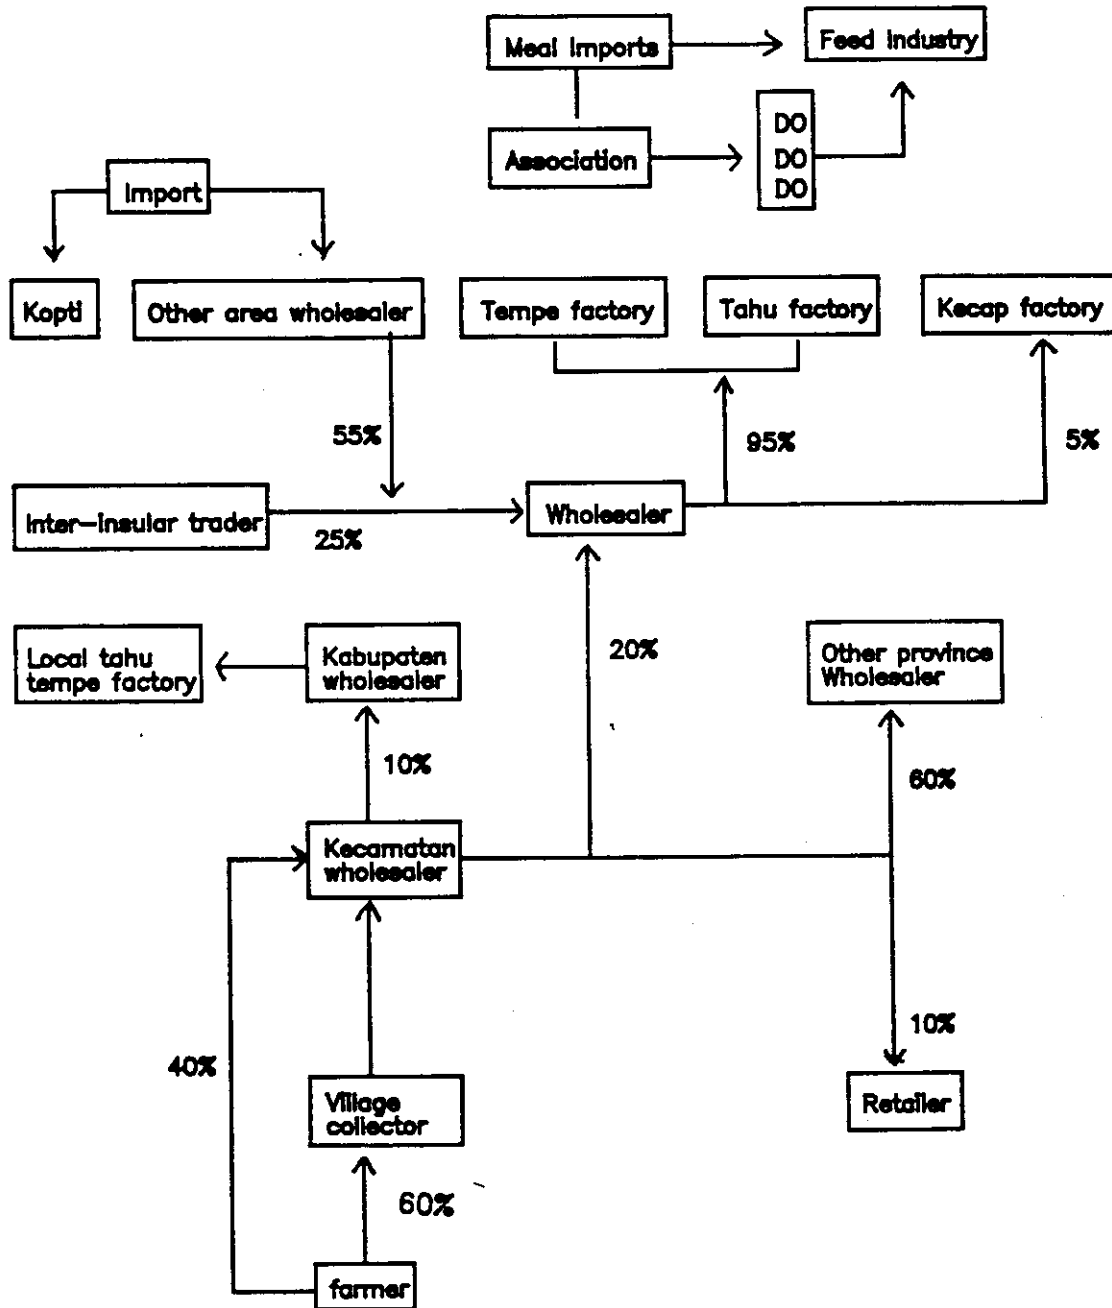 Meal Imports
Feed Industry
Association
DO
DO
DO
Import
Kopti
Other area wholesaler
Tempe factory
Tahu factory
Kecap factory
55%
95%
5%
Inter-insular trader
25%
Wholesaler
Local tahu
tempe factory
Kabupaten
wholesaler
20%
Other province
Wholesaler
10%
60%
Kecamatan
wholesaler
10%
40%
Village
collector
Retailer
60%
farmer